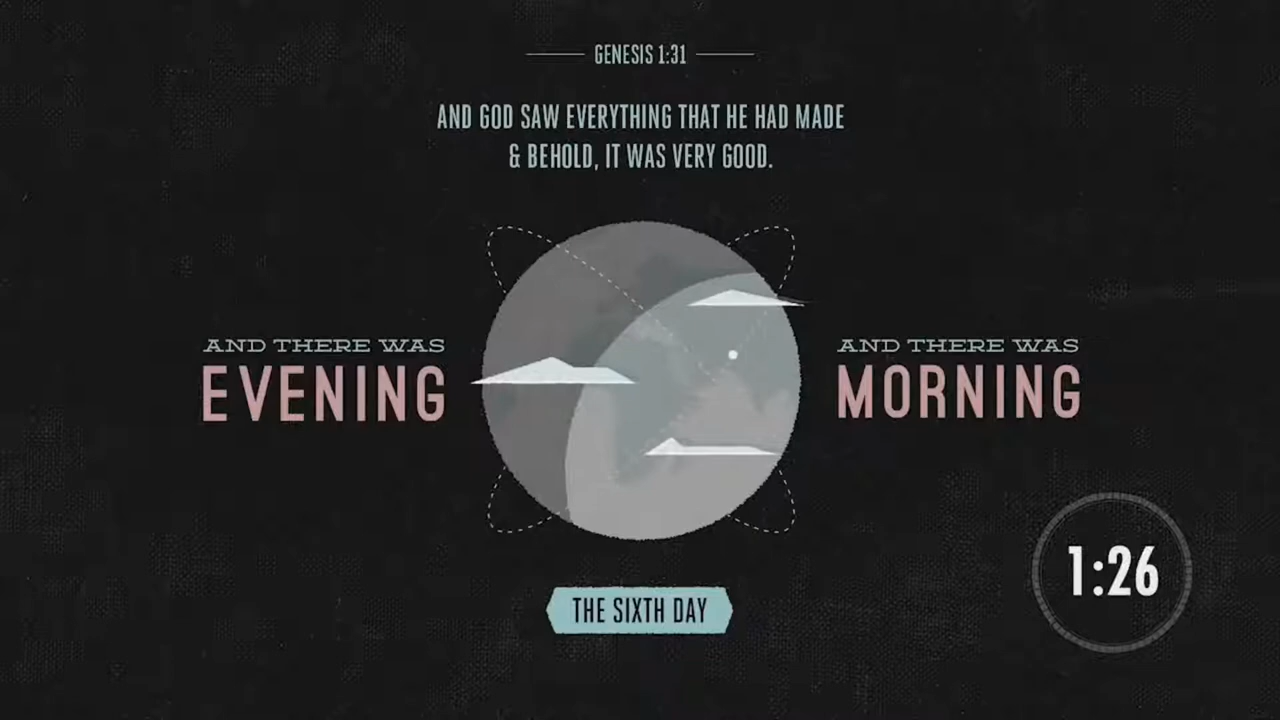 GENESIS 1:31
AND GOD SAW EVERYTHING THAT HE HAD MADE
& BEHOLD, IT WAS VERY GOOD.
AND THERE WAS
EVENING
AND THERE WAS
MORNING
THE SIXTH DAY
1:26